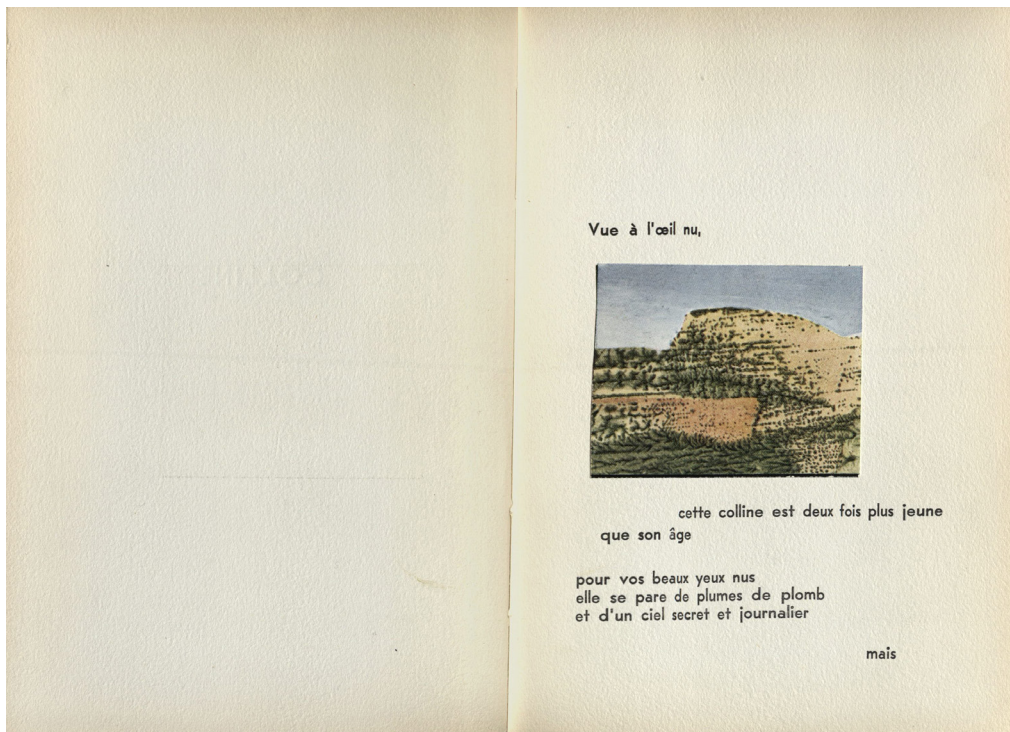 Vue à l'œil nu,
cette colline est deux fois plus jeune
que son âge
pour vos beaux yeux nus
elle se pare de plumes de plomb
et d'un ciel secret et journalier
mais